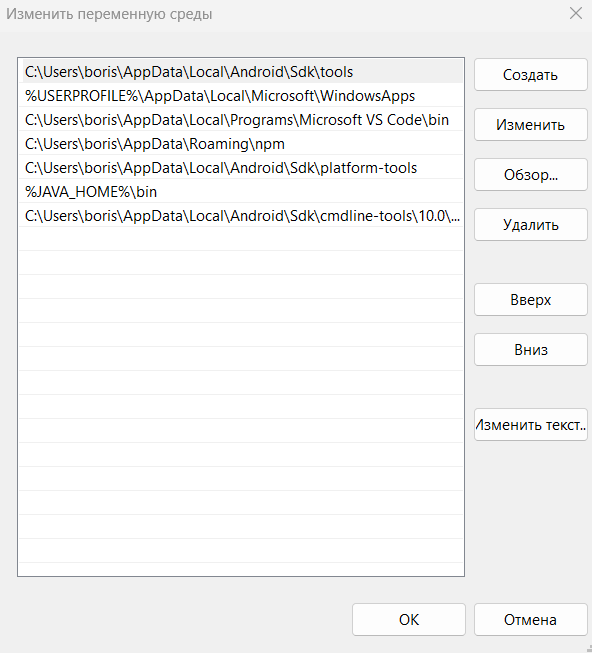 Изменить переменную среды
C:\Users\boris\AppData\Local\Android\Sdk\tools
%USERPROFILE%\AppData\Local\Microsoft\WindowsApps
C:\Users\boris\AppData\Local\Programs\Microsoft VS Code\bin
C:\Users\boris\AppData\Roaming\npm
C:\Users\boris\AppData\Local\Android\Sdk\platform-tools
%JAVA_HOME%\bin
C:\Users\boris\AppData\Local\Android\Sdk\cmdline-tools\10.0\...
Создать
Изменить
Обзор...
Удалить
Вверх
Вниз
Изменить текст..
ОК
Отмена